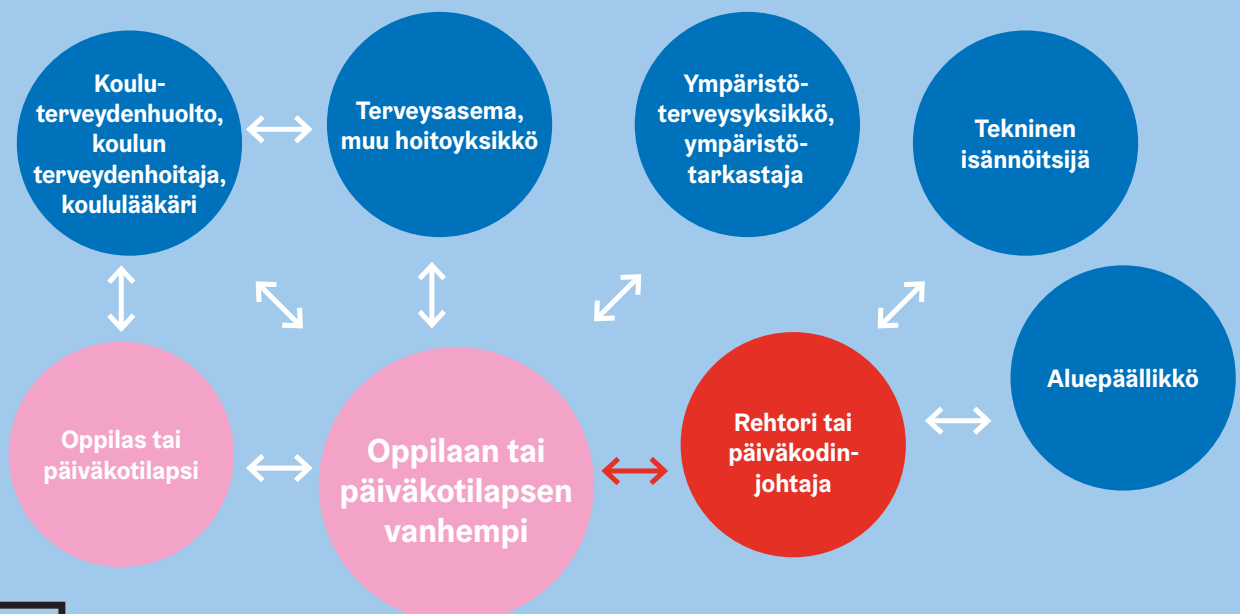 Koulu-
terveydenhuolto,
koulun
terveydenhoitaja,
koululääkäri
Terveysasema,
muu hoitoyksikkö
Ympäristö-
terveysyksikkö,
ympäristö-
tarkastaja
Tekninen
isännöitsijä
Aluepäällikkö
Oppilas tai
päiväkotilapsi
Oppilaan tai
päiväkotilapsen
vanhempi
Rehtori tai
päiväkodin-
johtaja